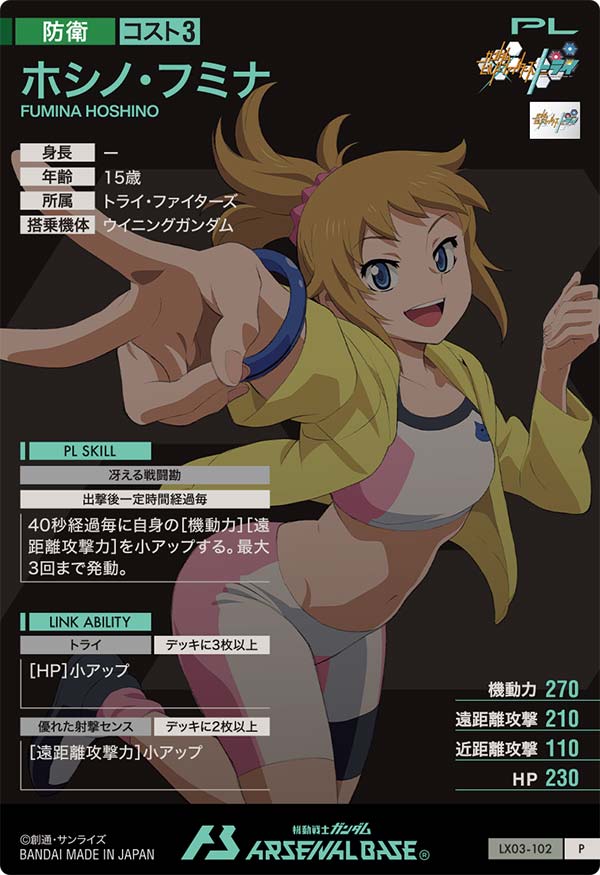 防衛 コスト3
PL
ホシノ・フミナ
FUMINA HOSHINO
身長 ー
年齢 15歳
所属 トライ・ファイターズ
搭乗機体 ウイニングガンダム
PL SKILL
冴える戦闘勘
出撃後一定時間経過毎
40秒経過毎に自身の[機動力][遠
距離攻撃力]を小アップする。最大
3回まで発動。
LINK ABILITY
トライ デッキに3枚以上
[HP]小アップ
優れた射撃センス デッキに2枚以上
[遠距離攻撃力]小アップ
機動力 270
遠距離攻撃 210
近距離攻撃 110
HP 230
©創通・サンライズ
BANDAI MADE IN JAPAN
機動戦士ガンダム
ARSENAL BASE®
LX03-102 P